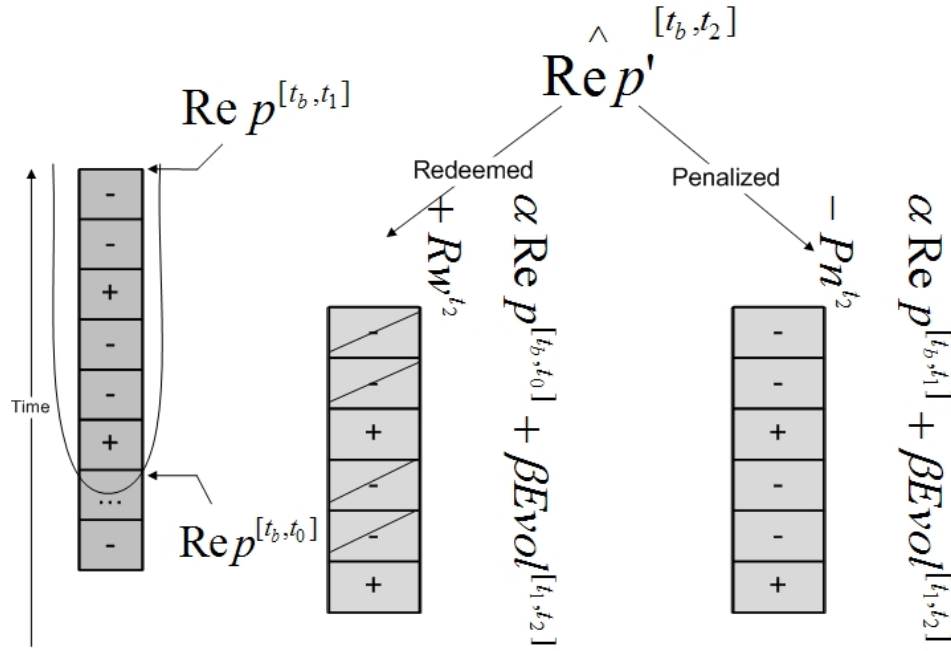 ^
Re p' [t_b, t_2]
Re p [t_b, t_1]
Redeemed
Penalized
-
-
+
-
-
+
...
-
Time
Re p [t_b, t_0]
α Re p [t_b, t_0] + βEvol [t_1, t_2]
+ Rw t_2
-
-
+
-
-
+
α Re p [t_b, t_1] + βEvol [t_1, t_2]
− Pn t_2
-
-
+
-
-
+